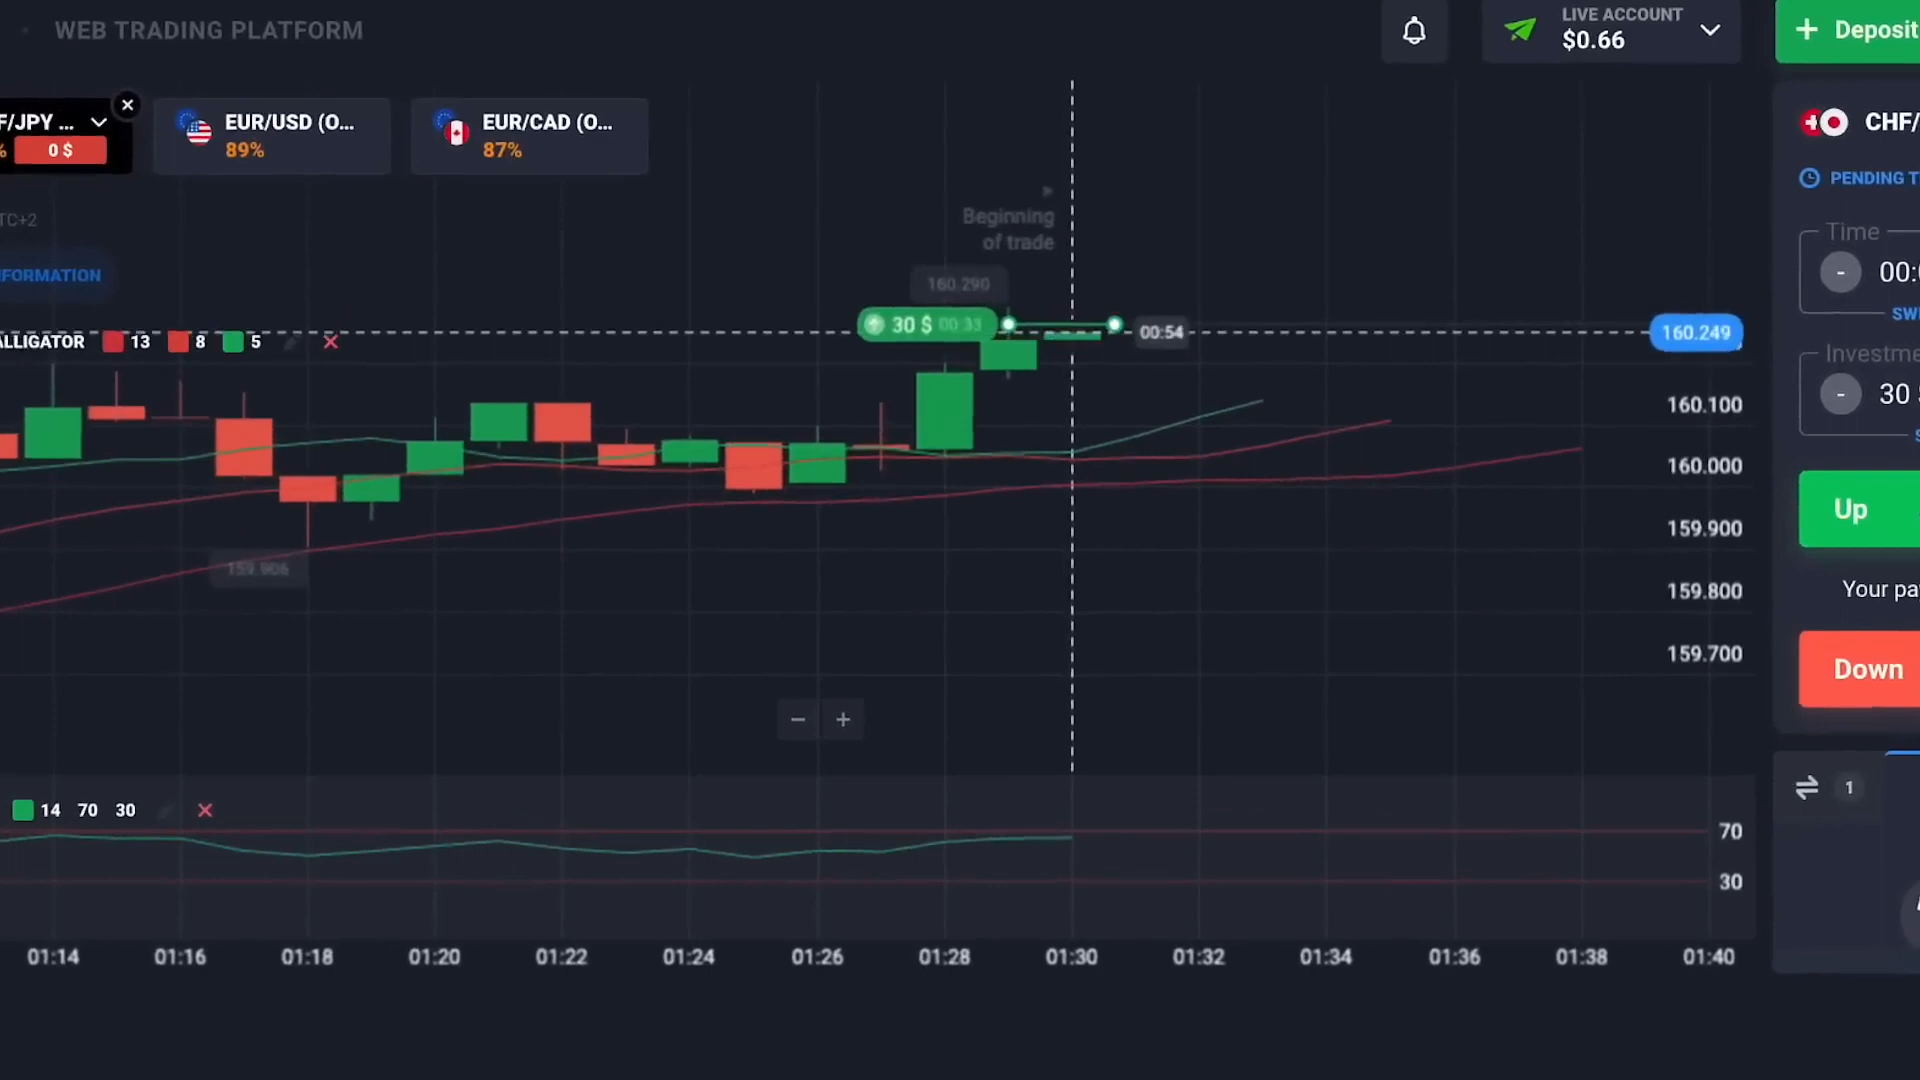 WEB TRADING PLATFORM
LIVE ACCOUNT
$0.66
+ Deposit
F/JPY ...
%
0 $
EUR/USD (O...
89%
EUR/CAD (O...
87%
CHF/
PENDING T
TC+2
Beginning
of trade
Time
- 00:
SW
NFORMATION
160.290
30 $ 00:33
00:54
160.249
ALLIGATOR 13 8 5
Investme
- 30
160.100
160.000
159.900
159.800
159.700
159.906
Up
Your pa
Down
− +
1
14 70 30
70
30
01:14 01:16 01:18 01:20 01:22 01:24 01:26 01:28 01:30 01:32 01:34 01:36 01:38 01:40